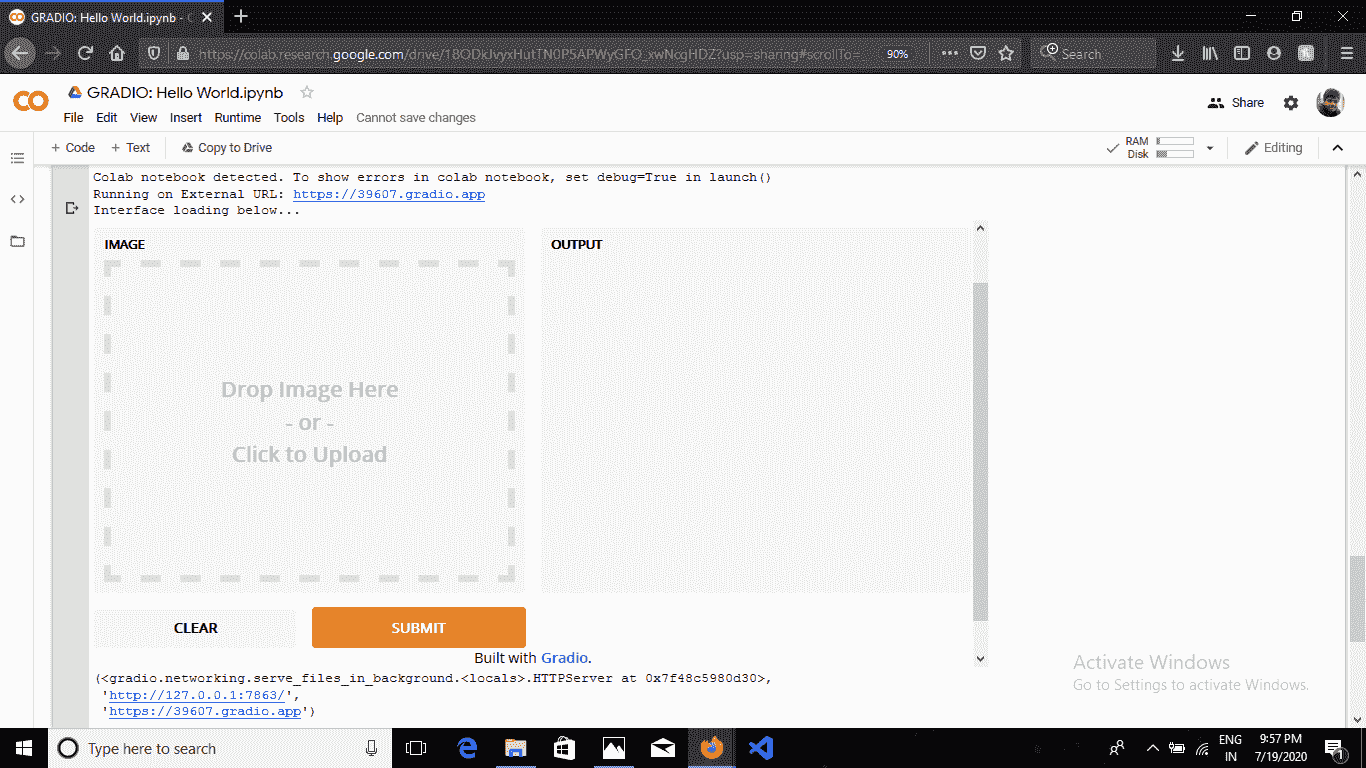 GRADIO: Hello World.ipynb - C
https://colab.research.google.com/drive/18ODkJvyxHutTN0P5APWyGFO_xwNcgHDZ?usp=sharing#scrollTo=
90%
Search
GRADIO: Hello World.ipynb
Share
File Edit View Insert Runtime Tools Help Cannot save changes
+ Code + Text Copy to Drive
RAM
Disk
Editing
Colab notebook detected. To show errors in colab notebook, set debug=True in launch()
Running on External URL: https://39607.gradio.app
Interface loading below...
IMAGE
OUTPUT
Drop Image Here
- or -
Click to Upload
CLEAR
SUBMIT
Built with Gradio.
(<gradio.networking.serve_files_in_background.<locals>.HTTPServer at 0x7f48c5980d30>,
'http://127.0.0.1:7863/',
'https://39607.gradio.app')
Activate Windows
Go to Settings to activate Windows.
Type here to search
ENG
IN
9:57 PM
7/19/2020
1